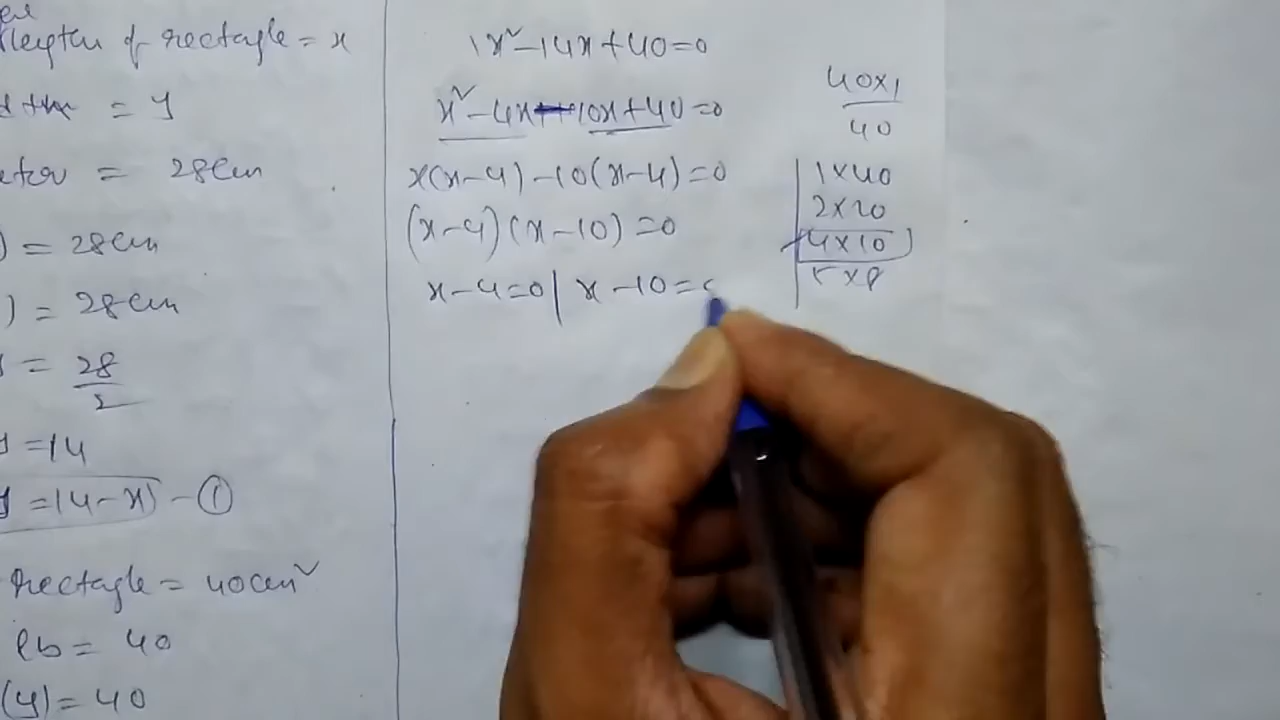 length of rectagle = x
= y
= 28cm
) = 28cm
) = 28cm
= 28/2
y = 14
y = 14 - x - ①
Rectagle = 40cm²
lb = 40
(y) = 40
1x² - 14x + 40 = 0
x² - 4x - 10x + 40 = 0
x(x-4) - 10(x-4) = 0
(x-4) (x-10) = 0
x-4=0 | x-10=
40x1
40
1x40
2x20
4x10
5x8